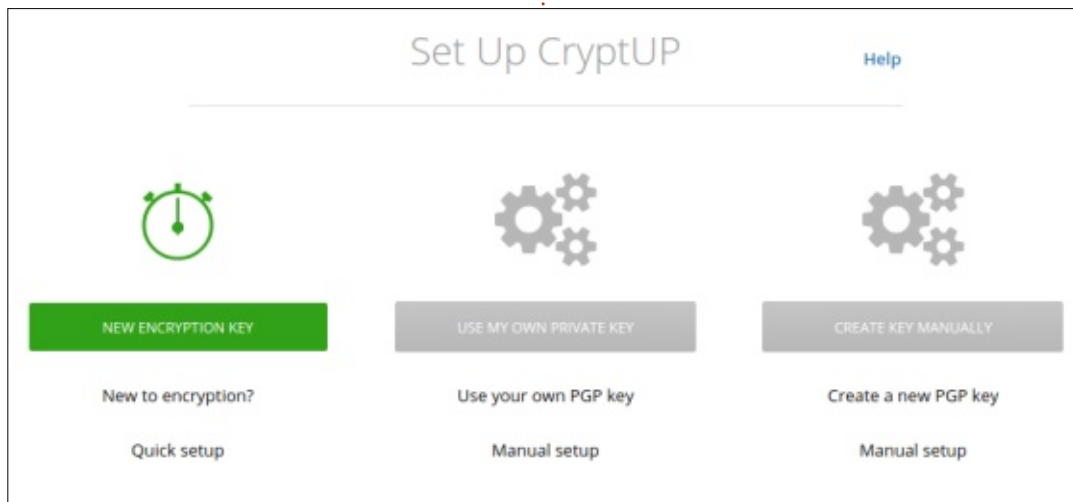 Set Up CryptUP
Help
NEW ENCRYPTION KEY
USE MY OWN PRIVATE KEY
CREATE KEY MANUALLY
New to encryption?
Use your own PGP key
Create a new PGP key
Quick setup
Manual setup
Manual setup